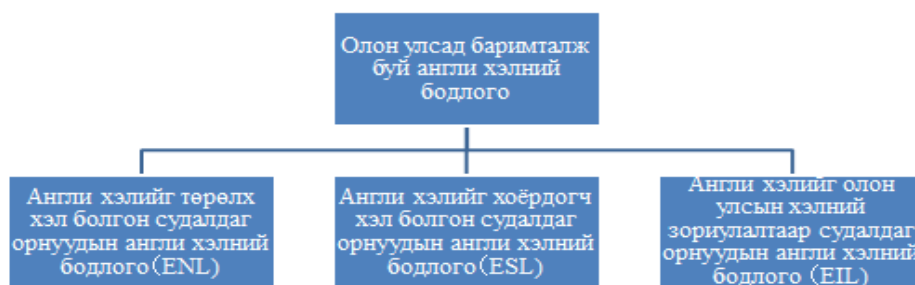 Олон улсад баримталж
буй англи хэлний
бодлого
Англи хэлийг төрөлх
хэл болгон судалдаг
орнуудын англи хэлний
бодлого(ENL)
Англи хэлийг хоёрдогч
хэл болгон судалдаг
орнуудын англи хэлний
бодлого(ESL)
Англи хэлийг олон
улсын хэлний
зориулалтаар судалдаг
орнуудын англи хэлний
бодлого (EIL)